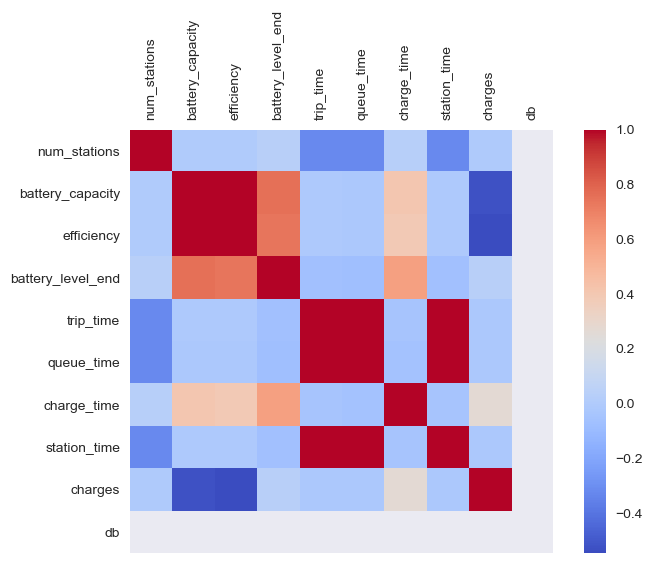 num_stations
battery_capacity
efficiency
battery_level_end
trip_time
queue_time
charge_time
station_time
charges
db
num_stations
battery_capacity
efficiency
battery_level_end
trip_time
queue_time
charge_time
station_time
charges
db
1.0
0.8
0.6
0.4
0.2
0.0
−0.2
−0.4